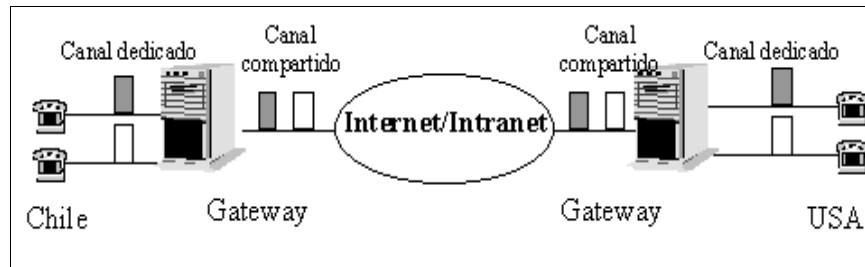 Canal dedicado
Canal
compartido
Internet/Intranet
Canal
compartido
Canal dedicado
Chile
Gateway
Gateway
USA